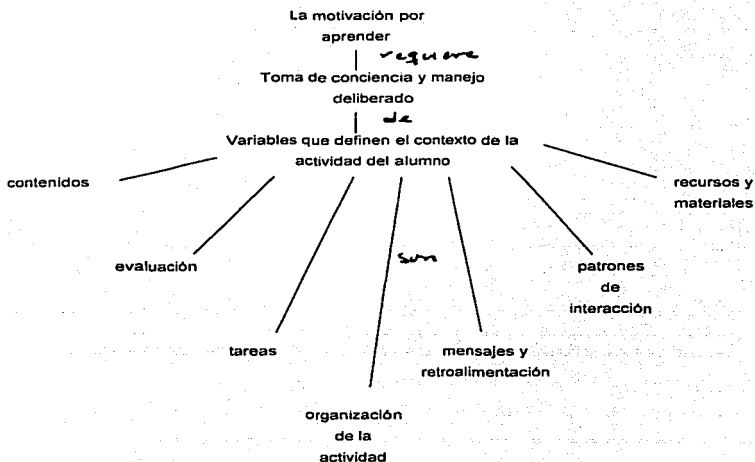 La motivación por
aprender
requiere
Toma de conciencia y manejo
deliberado
de
Variables que definen el contexto de la
actividad del alumno
contenidos
recursos y
materiales
evaluación
son
patrones
de
interacción
tareas
mensajes y
retroalimentación
organización
de la
actividad